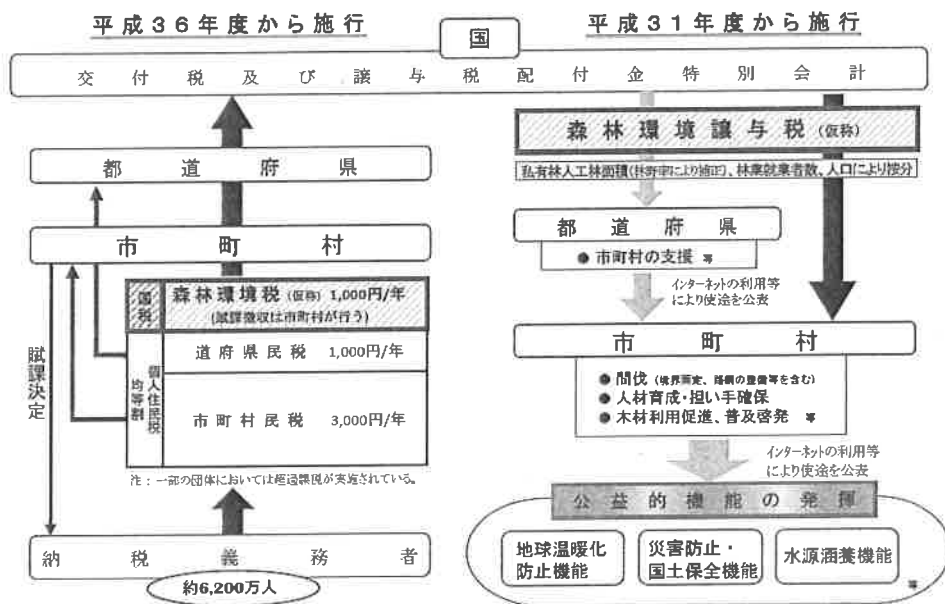 平成36年度から施行
平成31年度から施行
国
交付税及び譲与税配付金特別会計
都道府県
市町村
国税
森林環境税(仮称) 1,000円/年
(賦課徴収は市町村が行う)
個人住民税
均等割
道府県民税 1,000円/年
市町村民税 3,000円/年
注:一部の団体においては超過課税が実施されている。
賦課決定
納税義務者
約6,200万人
森林環境譲与税(仮称)
私有林人工林面積(林野率により補正)、林業就業者数、人口により按分
都道府県
●市町村の支援 等
インターネットの利用等
により使途を公表
市町村
●間伐(境界画定、路網の整備等を含む)
●人材育成・担い手確保
●木材利用促進、普及啓発 等
インターネットの利用等
により使途を公表
公益的機能の発揮
地球温暖化
防止機能
災害防止・
国土保全機能
水源涵養機能
等